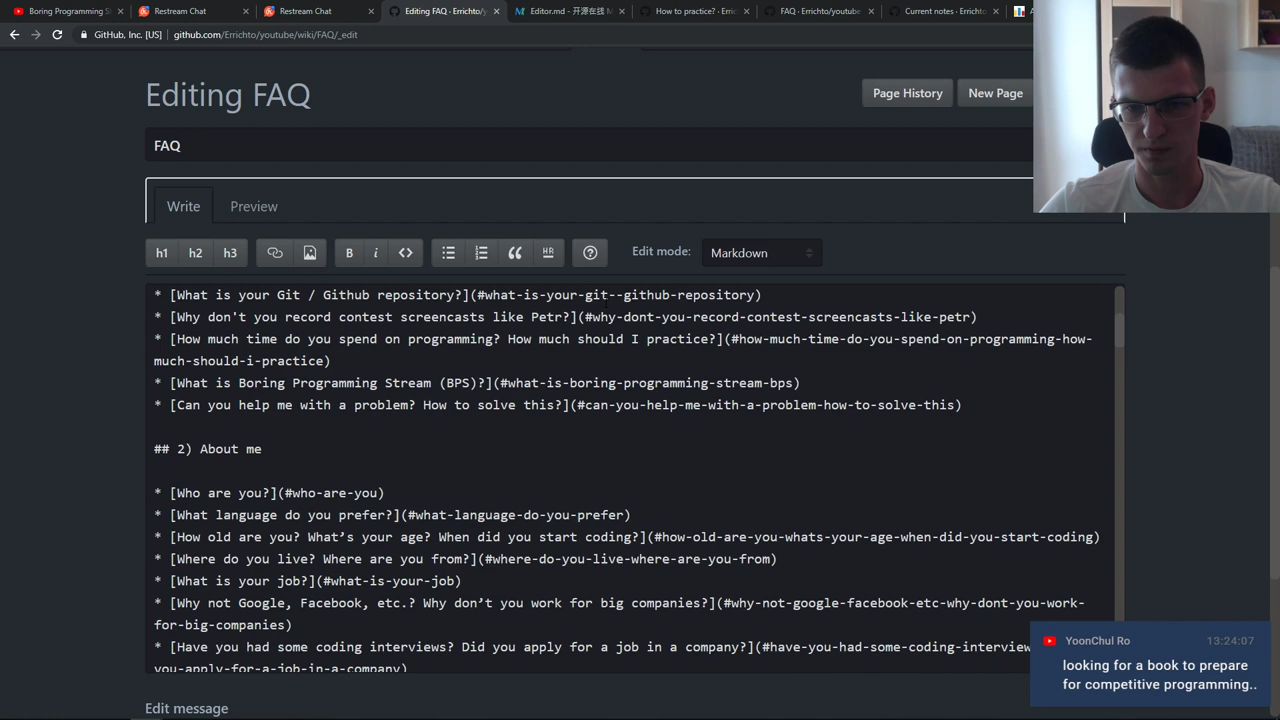 Boring Programming St
Restream Chat
Restream Chat
Editing FAQ · Errichto/y
Editor.md - 开源在线 M
How to practice? · Erri
FAQ · Errichto/youtube
Current notes · Errichto
GitHub, Inc. [US]
github.com/Errichto/youtube/wiki/FAQ/_edit
Editing FAQ
Page History
New Page
FAQ
Write
Preview
h1
h2
h3
B
i
<>
HR
Edit mode:
Markdown
* [What is your Git / Github repository?](#what-is-your-git--github-repository)
* [Why don't you record contest screencasts like Petr?](#why-dont-you-record-contest-screencasts-like-petr)
* [How much time do you spend on programming? How much should I practice?](#how-much-time-do-you-spend-on-programming-how-
much-should-i-practice)
* [What is Boring Programming Stream (BPS)?](#what-is-boring-programming-stream-bps)
* [Can you help me with a problem? How to solve this?](#can-you-help-me-with-a-problem-how-to-solve-this)
## 2) About me
* [Who are you?](#who-are-you)
* [What language do you prefer?](#what-language-do-you-prefer)
* [How old are you? What’s your age? When did you start coding?](#how-old-are-you-whats-your-age-when-did-you-start-coding)
* [Where do you live? Where are you from?](#where-do-you-live-where-are-you-from)
* [What is your job?](#what-is-your-job)
* [Why not Google, Facebook, etc.? Why don’t you work for big companies?](#why-not-google-facebook-etc-why-dont-you-work-
for-big-companies)
* [Have you had some coding interviews? Did you apply for a job in a company?](#have-you-had-some-coding-interview
you-apply-for-a-job-in-a-company)
YoonChul Ro
13:24:07
looking for a book to prepare
for competitive programming..
Edit message